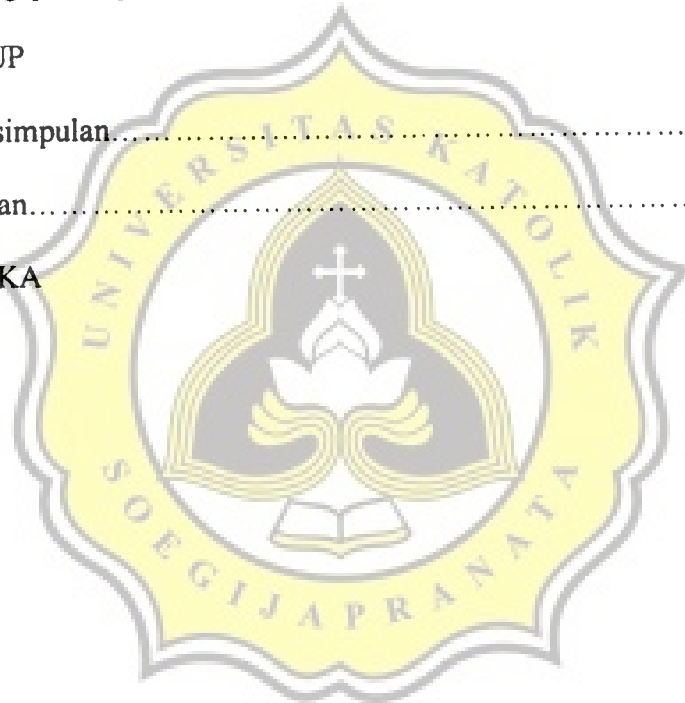 UP
simpulan......................................................................
an......................................................................
KA
UNIVERSITAS KATOLIK
SOEGIJAPRANATA